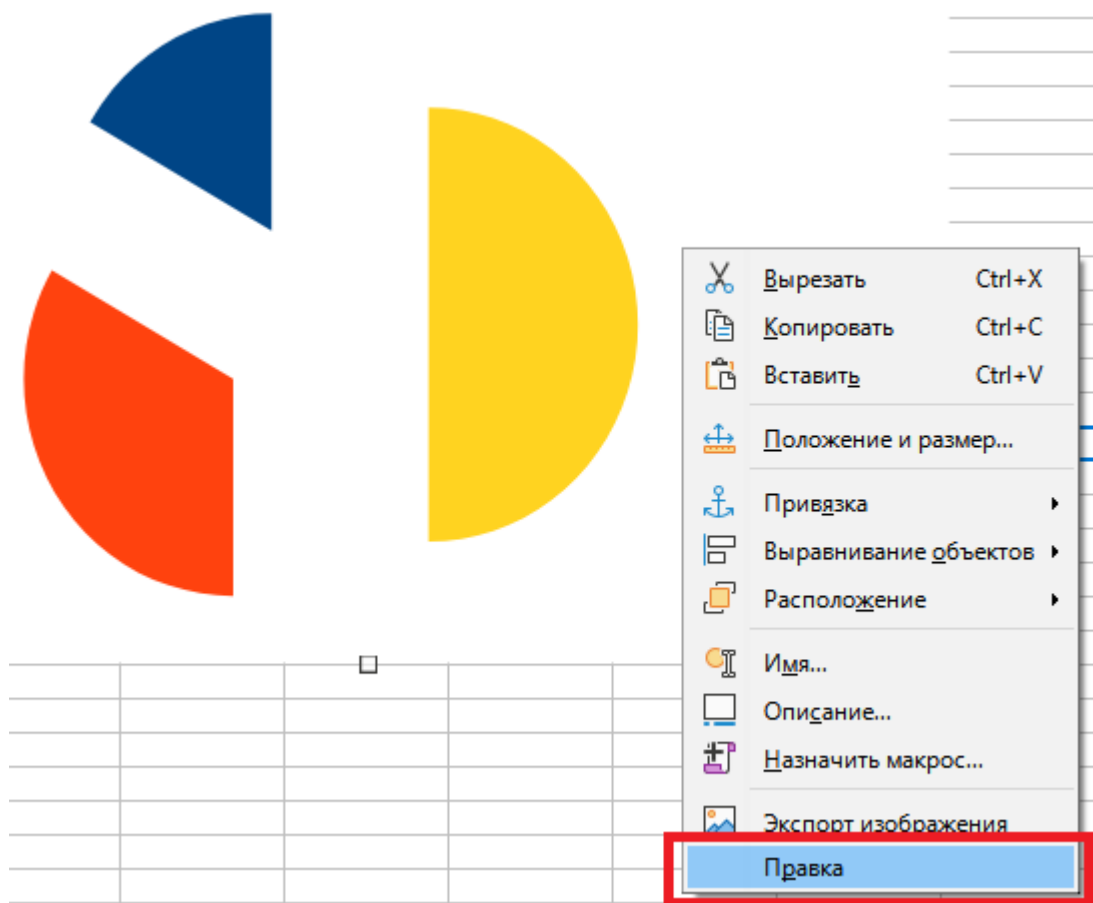 Вырезать Ctrl+X
Копировать Ctrl+C
Вставить Ctrl+V
Положение и размер...
Привязка
Выравнивание объектов
Расположение
Имя...
Описание...
Назначить макрос...
Экспорт изображения
Правка